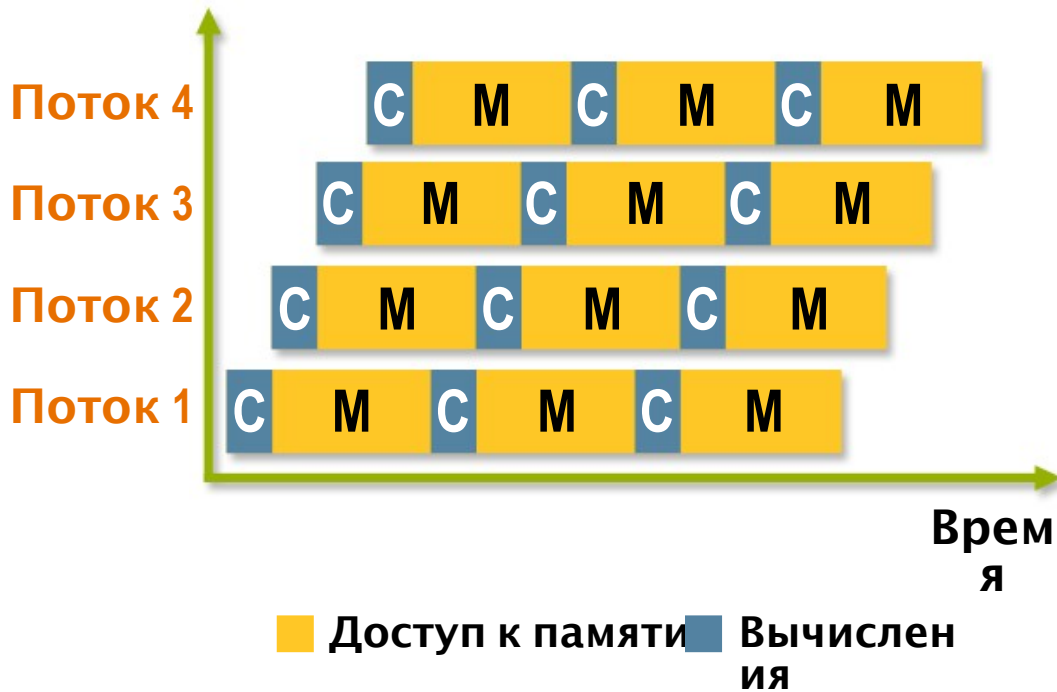 Поток 4 С М С М С М
Поток 3 С М С М С М
Поток 2 С М С М С М
Поток 1 С М С М С М
Врем
я
Доступ к памяти Вычислен
ия